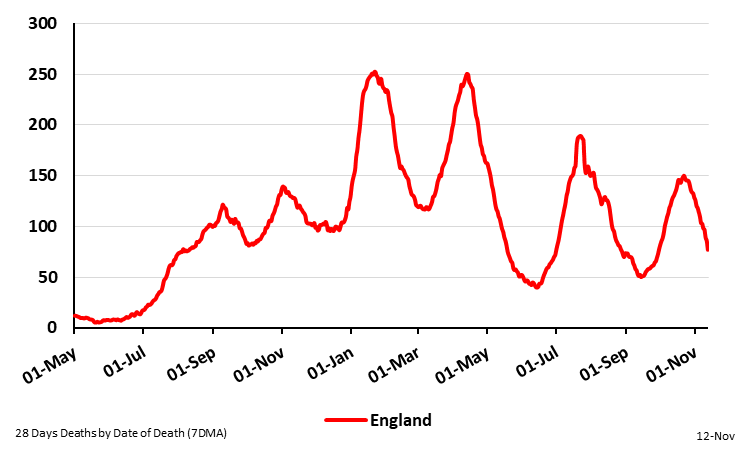 300
250
200
150
100
50
0
01-May 01-Jul 01-Sep 01-Nov 01-Jan 01-Mar 01-May 01-Jul 01-Sep 01-Nov
England
28 Days Deaths by Date of Death (7DMA) 12-Nov